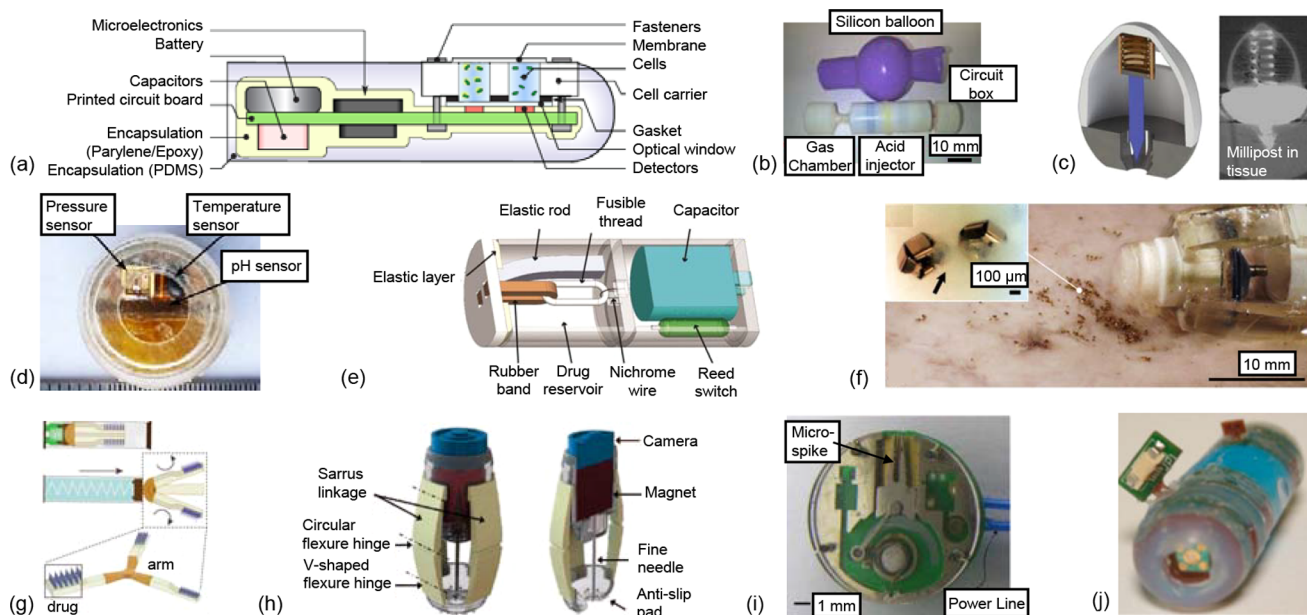 Microelectronics
Battery
Capacitors
Printed circuit board
Encapsulation
(Parylene/Epoxy)
Encapsulation (PDMS)
Fasteners
Membrane
Cells
Cell carrier
Gasket
Optical window
Detectors
(a)
Silicon balloon
Circuit
box
Gas
Chamber
Acid
injector
10 mm
(b)
Millipost in
tissue
(c)
Pressure
sensor
Temperature
sensor
pH sensor
(d)
Elastic rod
Fusible
thread
Capacitor
Elastic layer
Rubber
band
Drug
reservoir
Nichrome
wire
Reed
switch
(e)
100 µm
10 mm
(f)
arm
drug
(g)
Camera
Sarrus
linkage
Magnet
Circular
flexure hinge
V-shaped
flexure hinge
Fine
needle
Anti-slip
pad
(h)
Micro-
spike
1 mm
Power Line
(i)
(j)